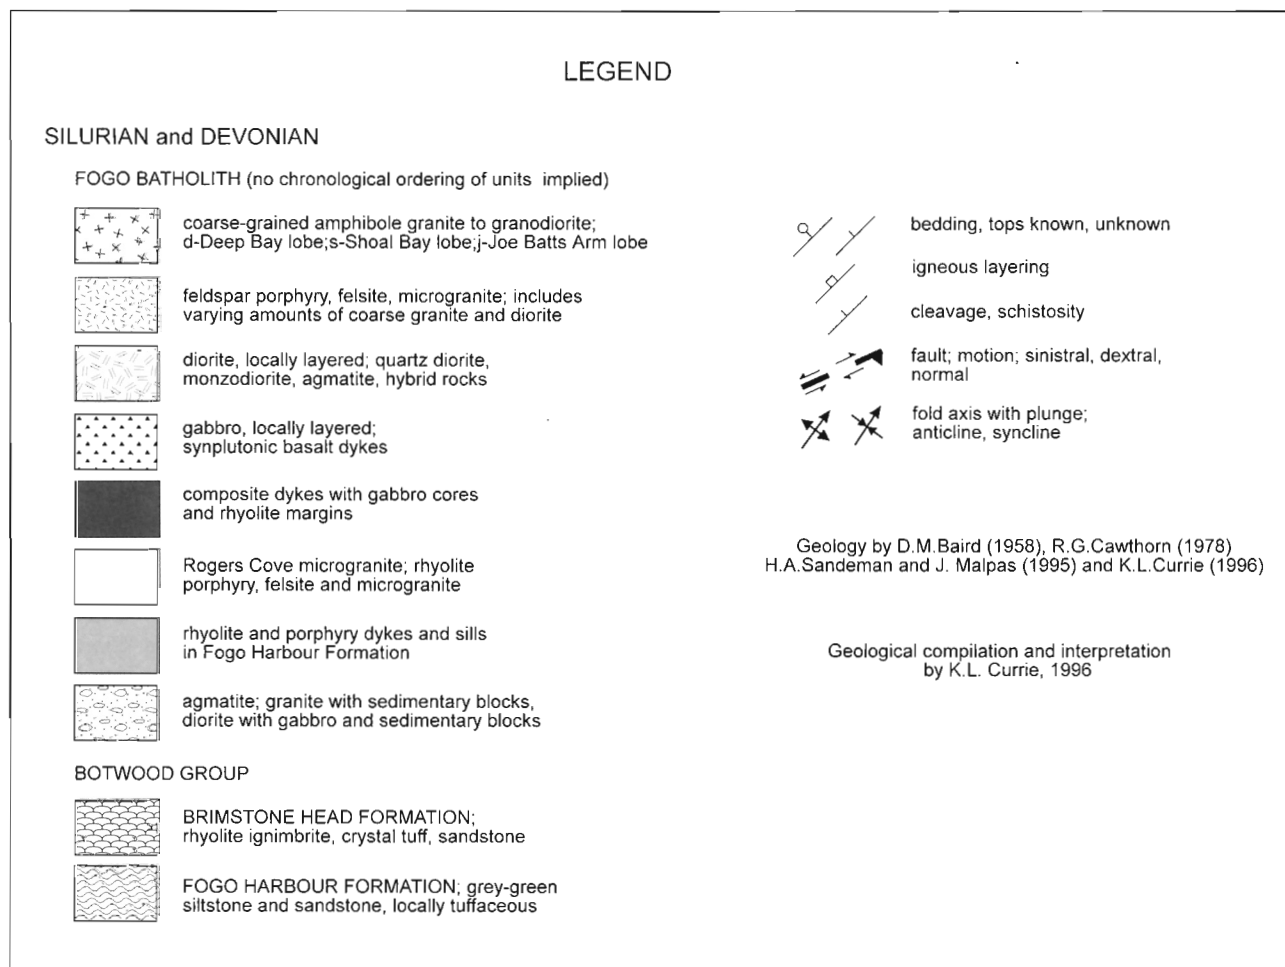 LEGEND
SILURIAN and DEVONIAN
FOGO BATHOLITH (no chronological ordering of units implied)
coarse-grained amphibole granite to granodiorite;
d-Deep Bay lobe;s-Shoal Bay lobe;j-Joe Batts Arm lobe
feldspar porphyry, felsite, microgranite; includes
varying amounts of coarse granite and diorite
diorite, locally layered; quartz diorite,
monzodiorite, agmatite, hybrid rocks
gabbro, locally layered;
synplutonic basalt dykes
composite dykes with gabbro cores
and rhyolite margins
Rogers Cove microgranite; rhyolite
porphyry, felsite and microgranite
rhyolite and porphyry dykes and sills
in Fogo Harbour Formation
agmatite; granite with sedimentary blocks,
diorite with gabbro and sedimentary blocks
BOTWOOD GROUP
BRIMSTONE HEAD FORMATION;
rhyolite ignimbrite, crystal tuff, sandstone
FOGO HARBOUR FORMATION; grey-green
siltstone and sandstone, locally tuffaceous
bedding, tops known, unknown
igneous layering
cleavage, schistosity
fault; motion; sinistral, dextral,
normal
fold axis with plunge;
anticline, syncline
Geology by D.M.Baird (1958), R.G.Cawthorn (1978)
H.A.Sandeman and J. Malpas (1995) and K.L.Currie (1996)
Geological compilation and interpretation
by K.L. Currie, 1996